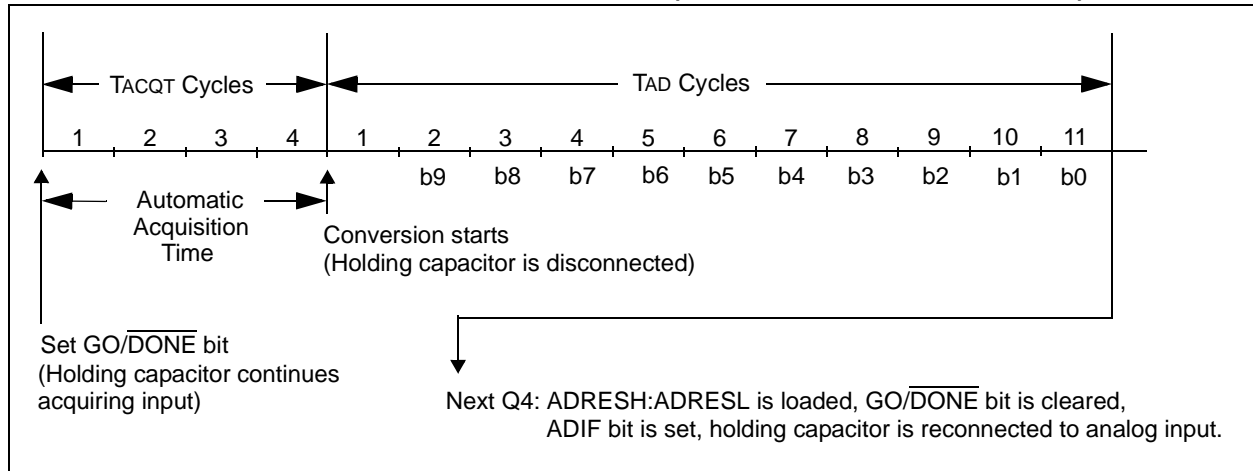 TACQT Cycles
TAD Cycles
1 2 3 4 1 2 3 4 5 6 7 8 9 10 11
b9 b8 b7 b6 b5 b4 b3 b2 b1 b0
Automatic
Acquisition
Time
Conversion starts
(Holding capacitor is disconnected)
Set GO/DONE bit
(Holding capacitor continues
acquiring input)
Next Q4: ADRESH:ADRESL is loaded, GO/DONE bit is cleared,
ADIF bit is set, holding capacitor is reconnected to analog input.